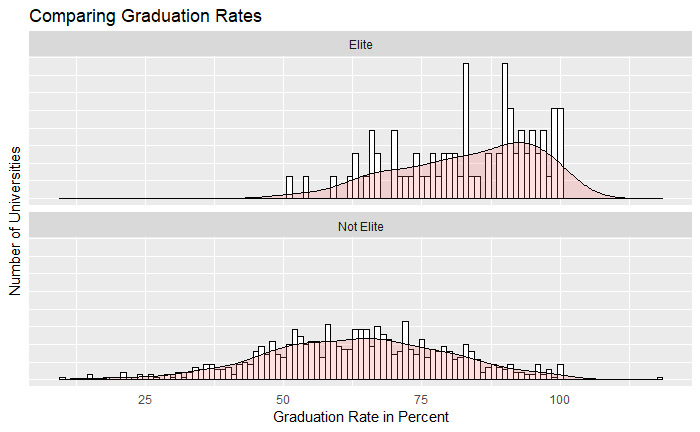 Comparing Graduation Rates
Elite
Number of Universities
Not Elite
25 50 75 100
Graduation Rate in Percent